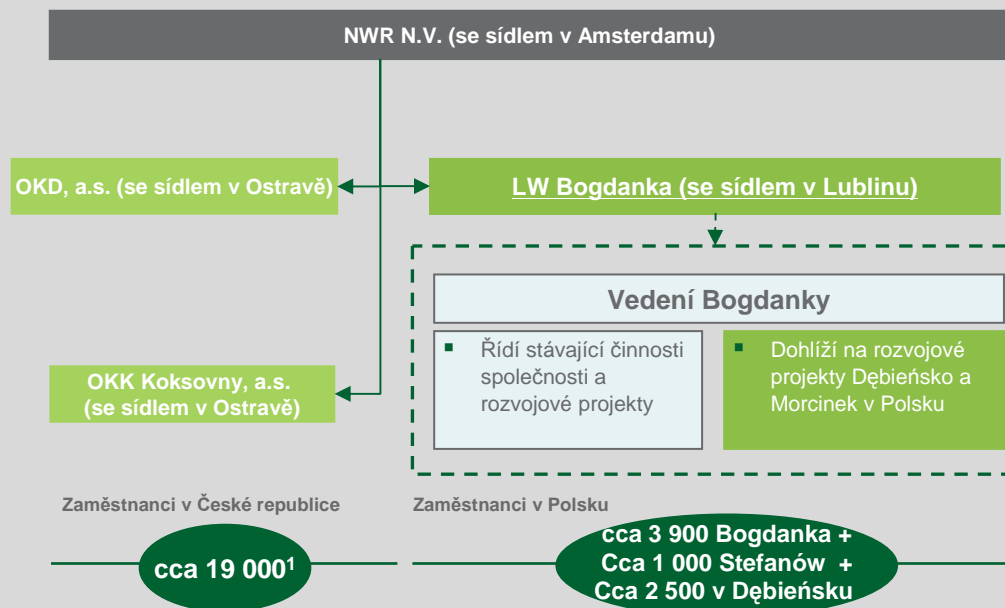 NWR N.V. (se sídlem v Amsterdamu)
OKD, a.s. (se sídlem v Ostravě)
LW Bogdanka (se sídlem v Lublinu)
Vedení Bogdanky
▪ Řídí stávající činnosti
společnosti a
rozvojové projekty
▪ Dohlíží na rozvojové
projekty Dębieńsko a
Morcinek v Polsku
OKK Koksovny, a.s.
(se sídlem v Ostravě)
Zaměstnanci v České republice
cca 19 000¹
Zaměstnanci v Polsku
cca 3 900 Bogdanka +
Cca 1 000 Stefanów +
Cca 2 500 v Dębieńsku